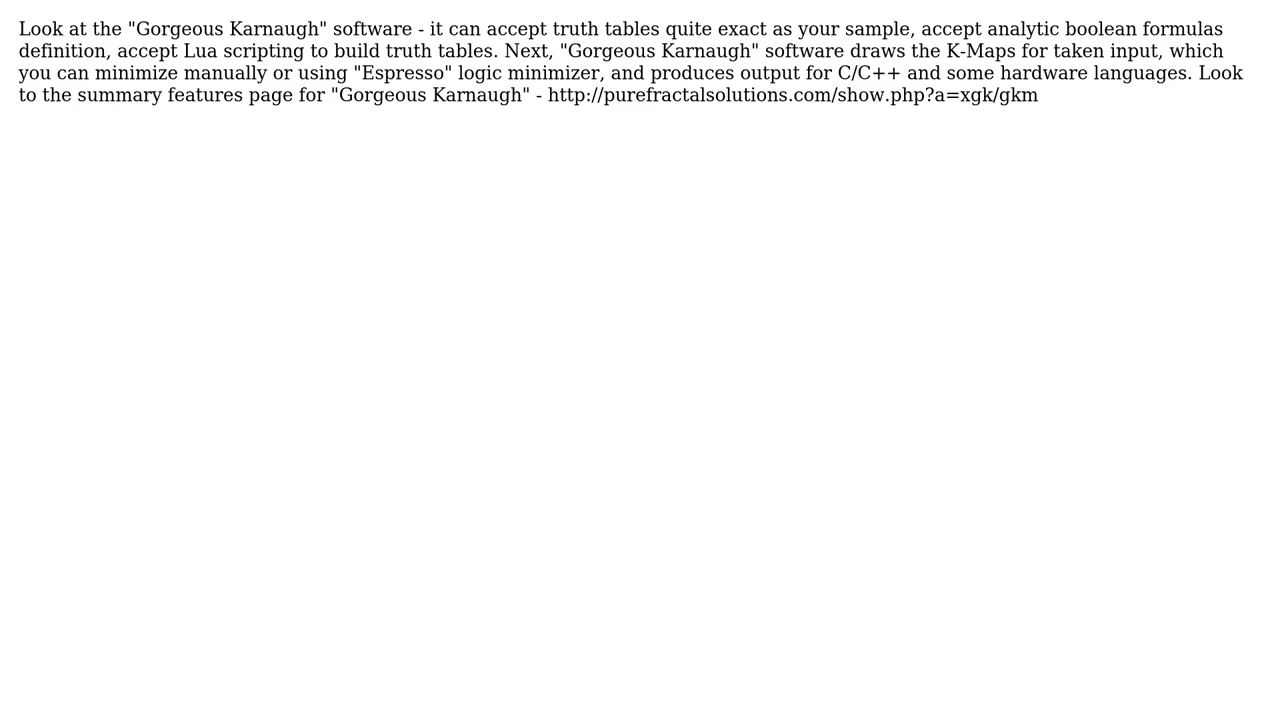 Look at the "Gorgeous Karnaugh" software - it can accept truth tables quite exact as your sample, accept analytic boolean formulas
definition, accept Lua scripting to build truth tables. Next, "Gorgeous Karnaugh" software draws the K-Maps for taken input, which
you can minimize manually or using "Espresso" logic minimizer, and produces output for C/C++ and some hardware languages. Look
to the summary features page for "Gorgeous Karnaugh" - http://purefractalsolutions.com/show.php?a=xgk/gkm